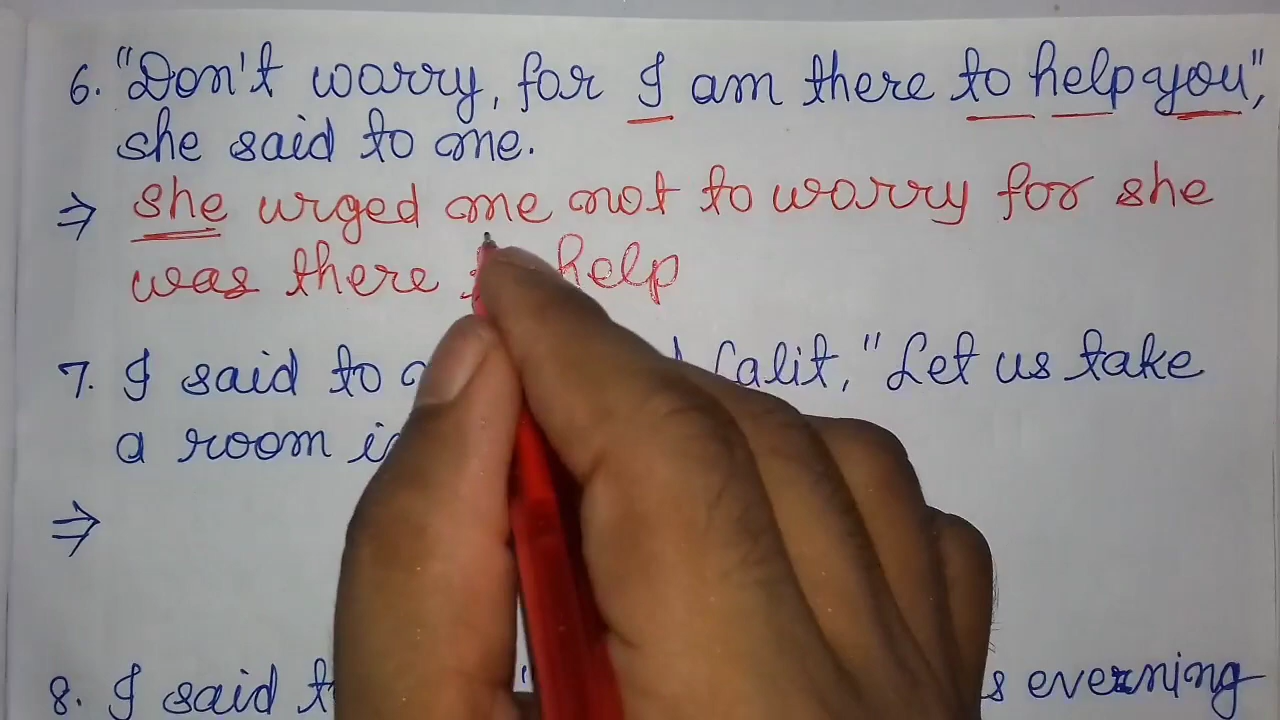 6. "Don't worry, for I am there to help you",
she said to me.
⇒ she urged me not to worry for she
was there help
7. I said to Lalit, "Let us take
a room
⇒
8. I said evexning